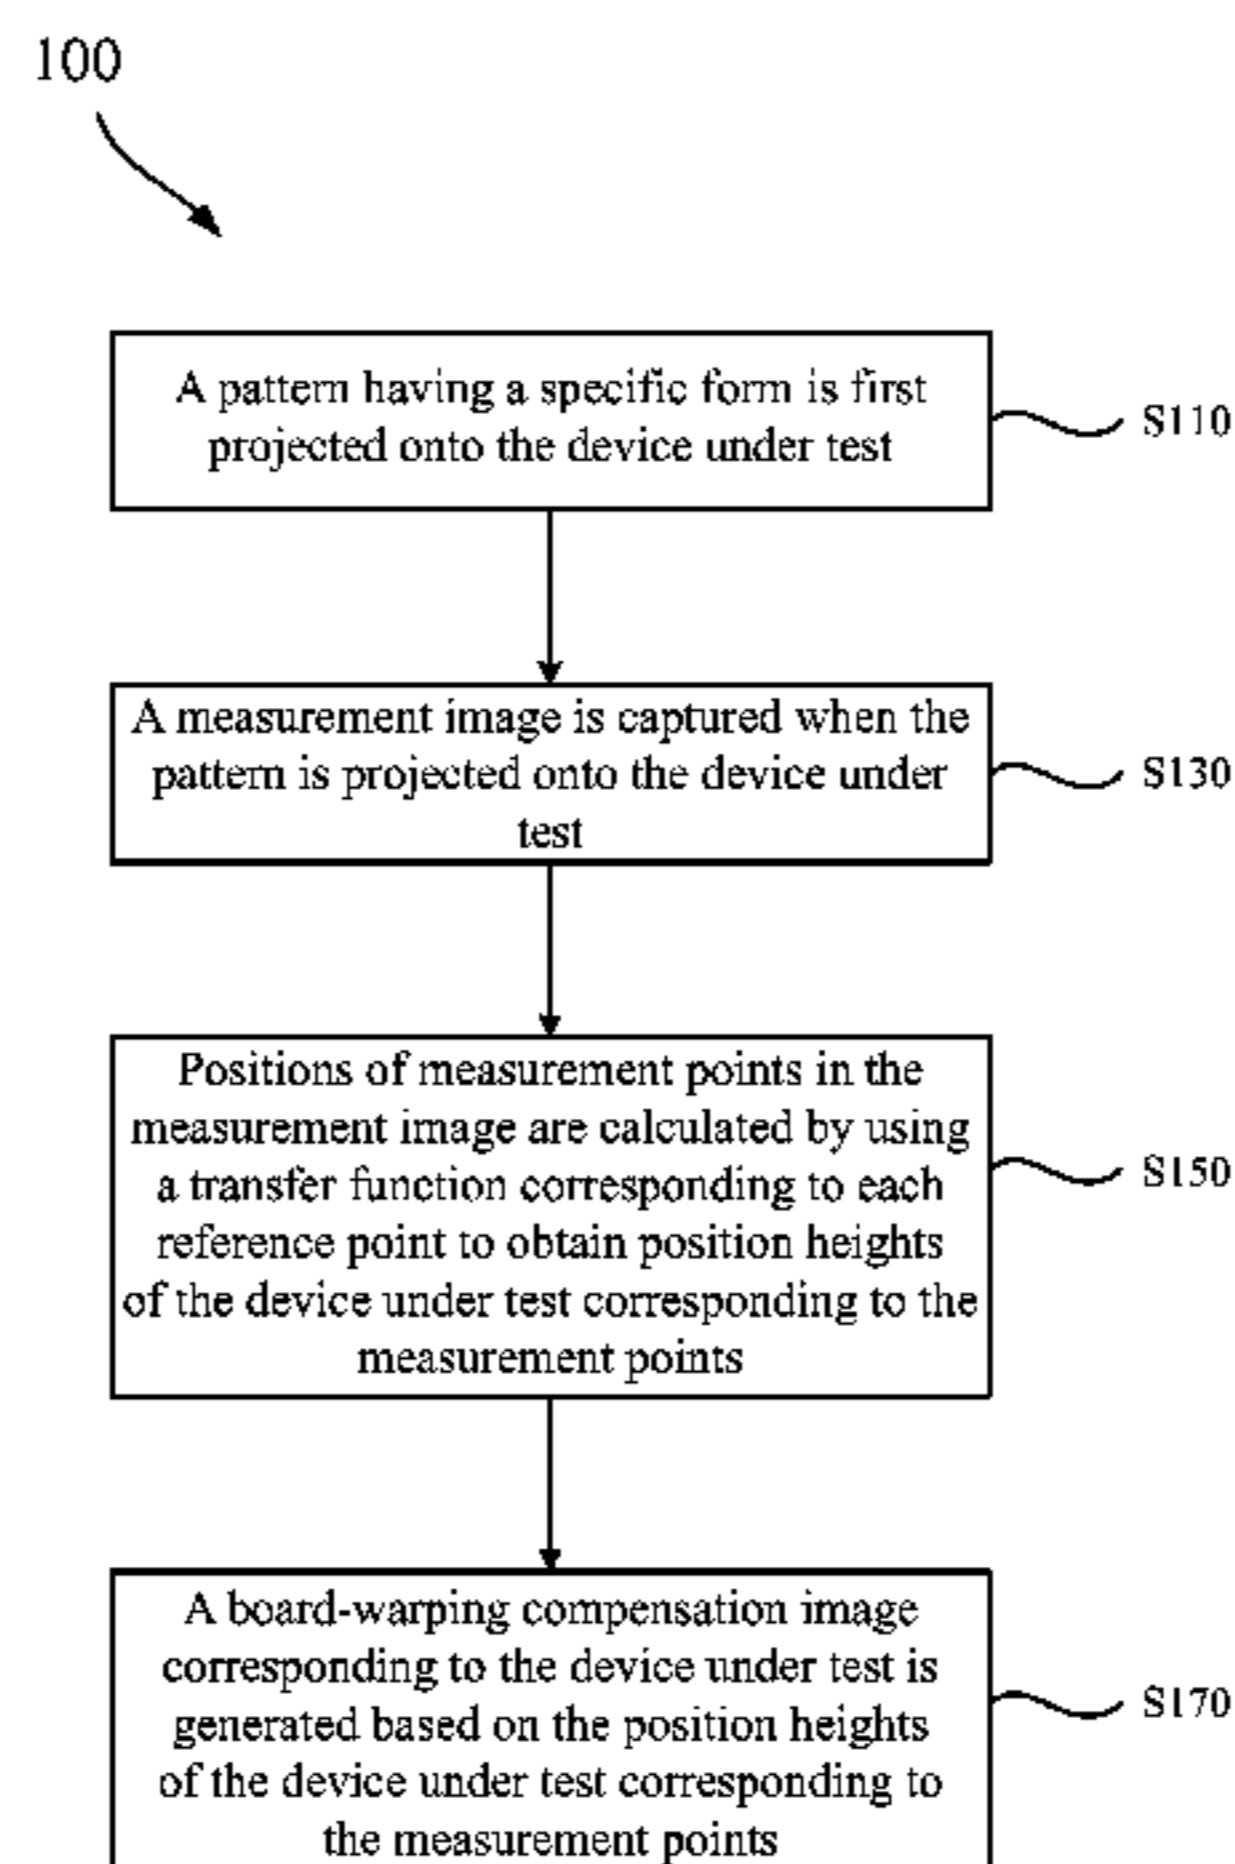 100
A pattern having a specific form is first
projected onto the device under test
S110
A measurement image is captured when the
pattern is projected onto the device under
test
S130
Positions of measurement points in the
measurement image are calculated by using
a transfer function corresponding to each
reference point to obtain position heights
of the device under test corresponding to the
measurement points
S150
A board-warping compensation image
corresponding to the device under test is
generated based on the position heights
of the device under test corresponding to
the measurement points
S170